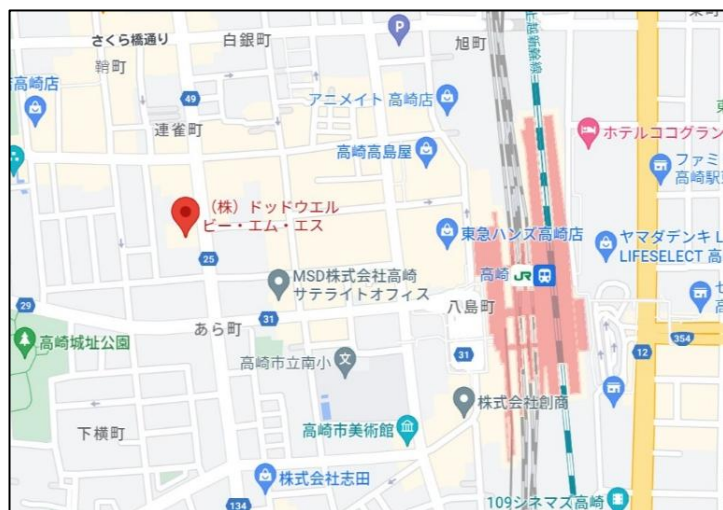 さくら橋通り
白銀町
旭町
上越新幹線
鞘町
高崎店
49
アニメイト 高崎店
連雀町
高崎高島屋
ホテルココグラン
ファミ
高崎駅
(株)ドッドウエル
ビー・エム・エス
東急ハンズ高崎店
ヤマダデンキ L
LIFESELECT 高
25
MSD株式会社高崎
サテライトオフィス
高崎 JR
29
八島町
あら町
31
高崎城址公園
高崎市立南小
文
31
12
354
株式会社創商
下横町
高崎市美術館
株式会社志田
134
109シネマズ高崎
P